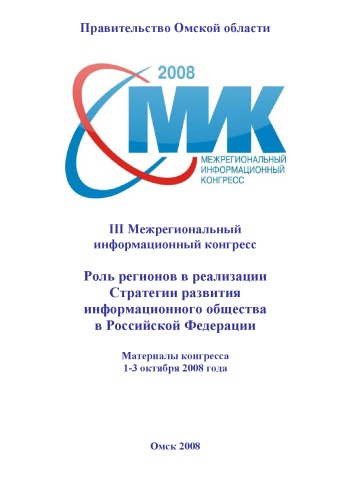 Правительство Омской области
2008
МИК
МЕЖРЕГИОНАЛЬНЫЙ
ИНФОРМАЦИОННЫЙ
КОНГРЕСС
III Межрегиональный
информационный конгресс
Роль регионов в реализации
Стратегии развития
информационного общества
в Российской Федерации
Материалы конгресса
1-3 октября 2008 года
Омск 2008